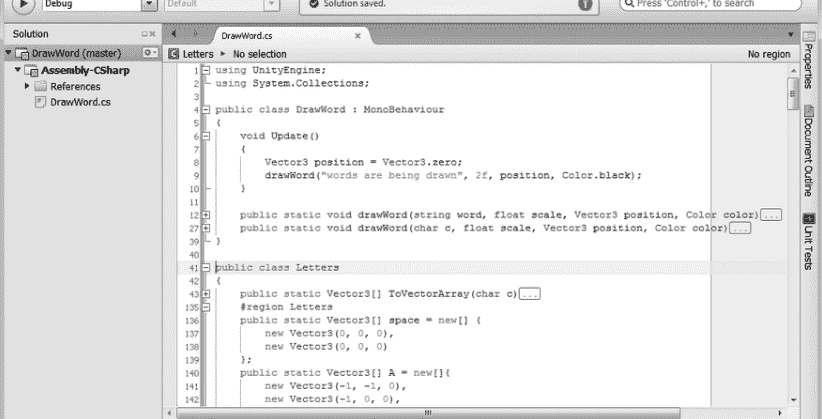 Debug
Default
Solution saved.
Press 'Control+,' to search
Solution
DrawWord (master)
Assembly-CSharp
References
DrawWord.cs
DrawWord.cs
Letters ▸ No selection
No region
1 using UnityEngine;
2 using System.Collections;
3
4 public class DrawWord : MonoBehaviour
5 {
6 void Update()
7 {
8 Vector3 position = Vector3.zero;
9 drawWord("words are being drawn", 2f, position, Color.black);
10 }
11
12 public static void drawWord(string word, float scale, Vector3 position, Color color)...
27 public static void drawWord(char c, float scale, Vector3 position, Color color)...
39 }
40
41 public class Letters
42 {
43 public static Vector3[] ToVectorArray(char c)...
135 #region Letters
136 public static Vector3[] space = new[] {
137 new Vector3(0, 0, 0),
138 new Vector3(0, 0, 0)
139 };
140 public static Vector3[] A = new[]{
141 new Vector3(-1, -1, 0),
142 new Vector3(-1, 0, 0),
Properties
Document Outline
Unit Tests